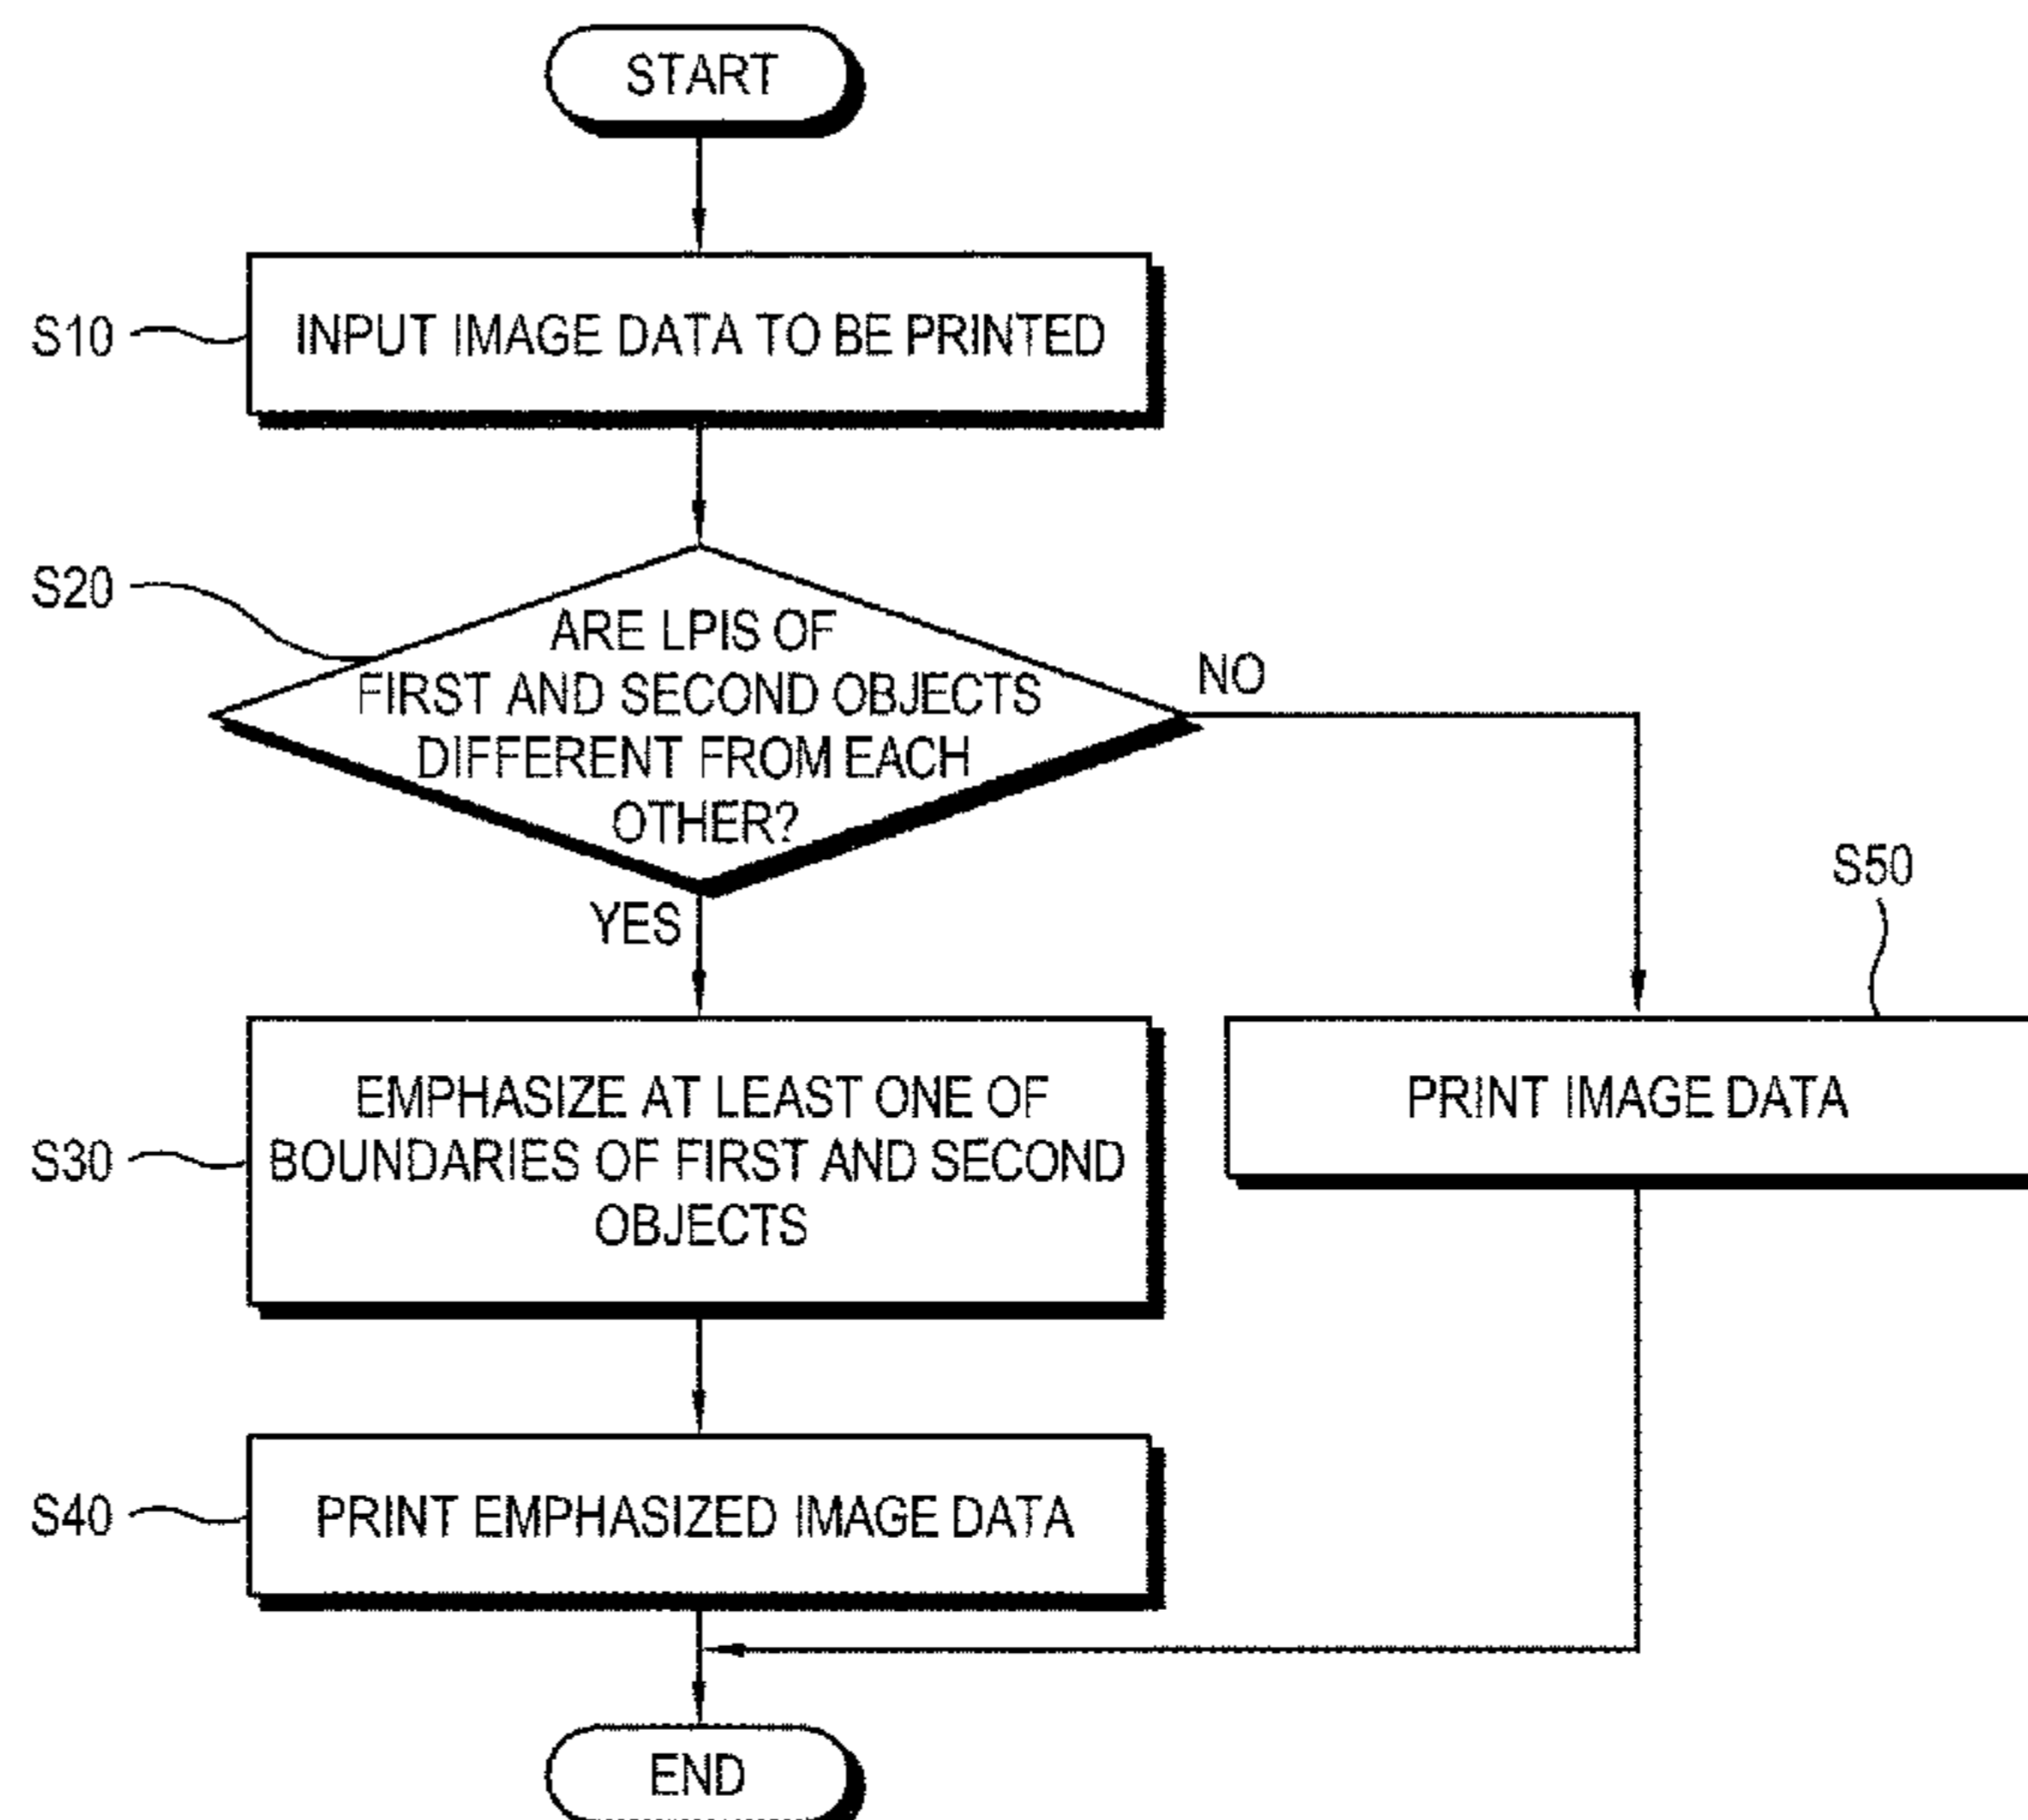 START
S10
INPUT IMAGE DATA TO BE PRINTED
S20
ARE LPIS OF
FIRST AND SECOND OBJECTS
DIFFERENT FROM EACH
OTHER?
NO
YES
S50
PRINT IMAGE DATA
S30
EMPHASIZE AT LEAST ONE OF
BOUNDARIES OF FIRST AND SECOND
OBJECTS
S40
PRINT EMPHASIZED IMAGE DATA
END